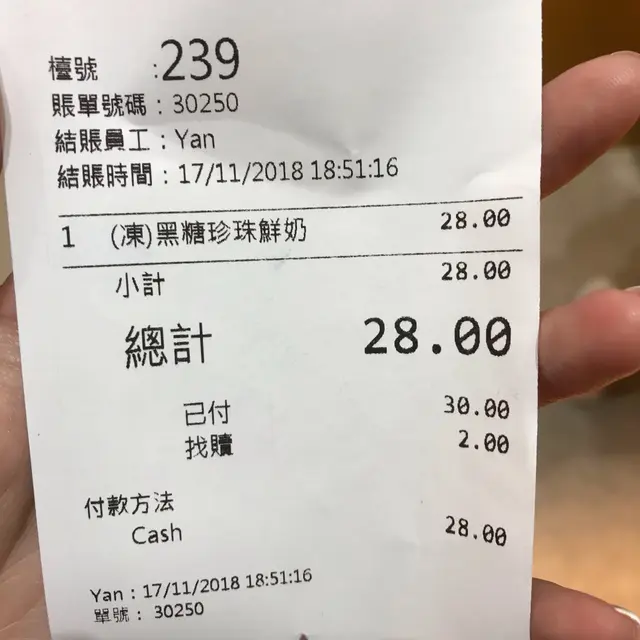 檯號 :239
賬單號碼 : 30250
結賬員工 : Yan
結賬時間 : 17/11/2018 18:51:16
1 (凍)黑糖珍珠鮮奶 28.00
小計 28.00
總計 28.00
已付 30.00
找贖 2.00
付款方法
Cash 28.00
Yan : 17/11/2018 18:51:16
單號 : 30250